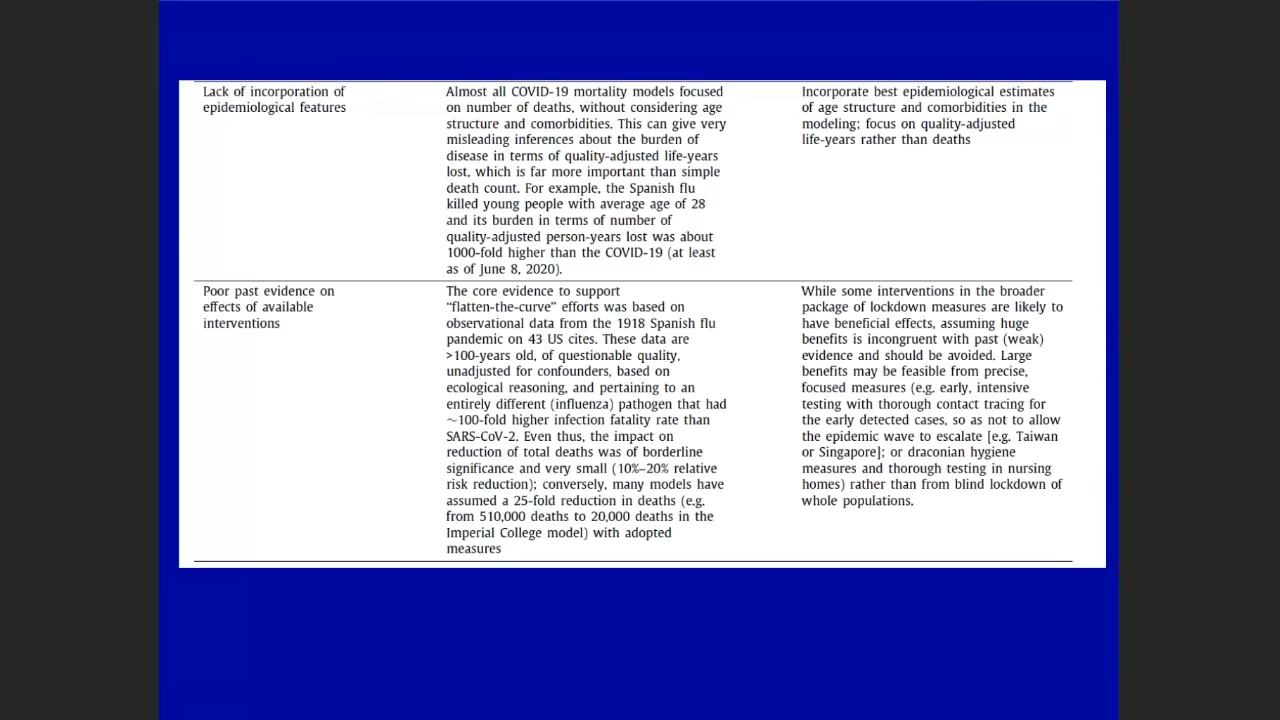 Lack of incorporation of
epidemiological features
Almost all COVID-19 mortality models focused
on number of deaths, without considering age
structure and comorbidities. This can give very
misleading inferences about the burden of
disease in terms of quality-adjusted life-years
lost, which is far more important than simple
death count. For example, the Spanish flu
killed young people with average age of 28
and its burden in terms of number of
quality-adjusted person-years lost was about
1000-fold higher than the COVID-19 (at least
as of June 8, 2020).
Incorporate best epidemiological estimates
of age structure and comorbidities in the
modeling; focus on quality-adjusted
life-years rather than deaths
Poor past evidence on
effects of available
interventions
The core evidence to support
“flatten-the-curve” efforts was based on
observational data from the 1918 Spanish flu
pandemic on 43 US cites. These data are
>100-years old, of questionable quality,
unadjusted for confounders, based on
ecological reasoning, and pertaining to an
entirely different (influenza) pathogen that had
∼100-fold higher infection fatality rate than
SARS-CoV-2. Even thus, the impact on
reduction of total deaths was of borderline
significance and very small (10%–20% relative
risk reduction); conversely, many models have
assumed a 25-fold reduction in deaths (e.g.
from 510,000 deaths to 20,000 deaths in the
Imperial College model) with adopted
measures
While some interventions in the broader
package of lockdown measures are likely to
have beneficial effects, assuming huge
benefits is incongruent with past (weak)
evidence and should be avoided. Large
benefits may be feasible from precise,
focused measures (e.g. early, intensive
testing with thorough contact tracing for
the early detected cases, so as not to allow
the epidemic wave to escalate [e.g. Taiwan
or Singapore]; or draconian hygiene
measures and thorough testing in nursing
homes) rather than from blind lockdown of
whole populations.